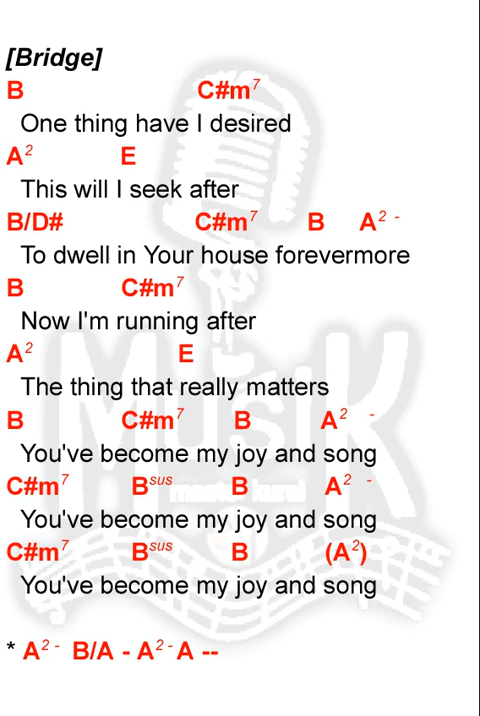 [Bridge]
B C#m7
One thing have I desired
A2 E
This will I seek after
B/D# C#m7 B A2 -
To dwell in Your house forevermore
B C#m7
Now I'm running after
A2 E
The thing that really matters
B C#m7 B A2 -
You've become my joy and song
C#m7 Bsus B A2 -
You've become my joy and song
C#m7 Bsus B (A2)
You've become my joy and song
* A2 - B/A - A2 - A --
MUSIK